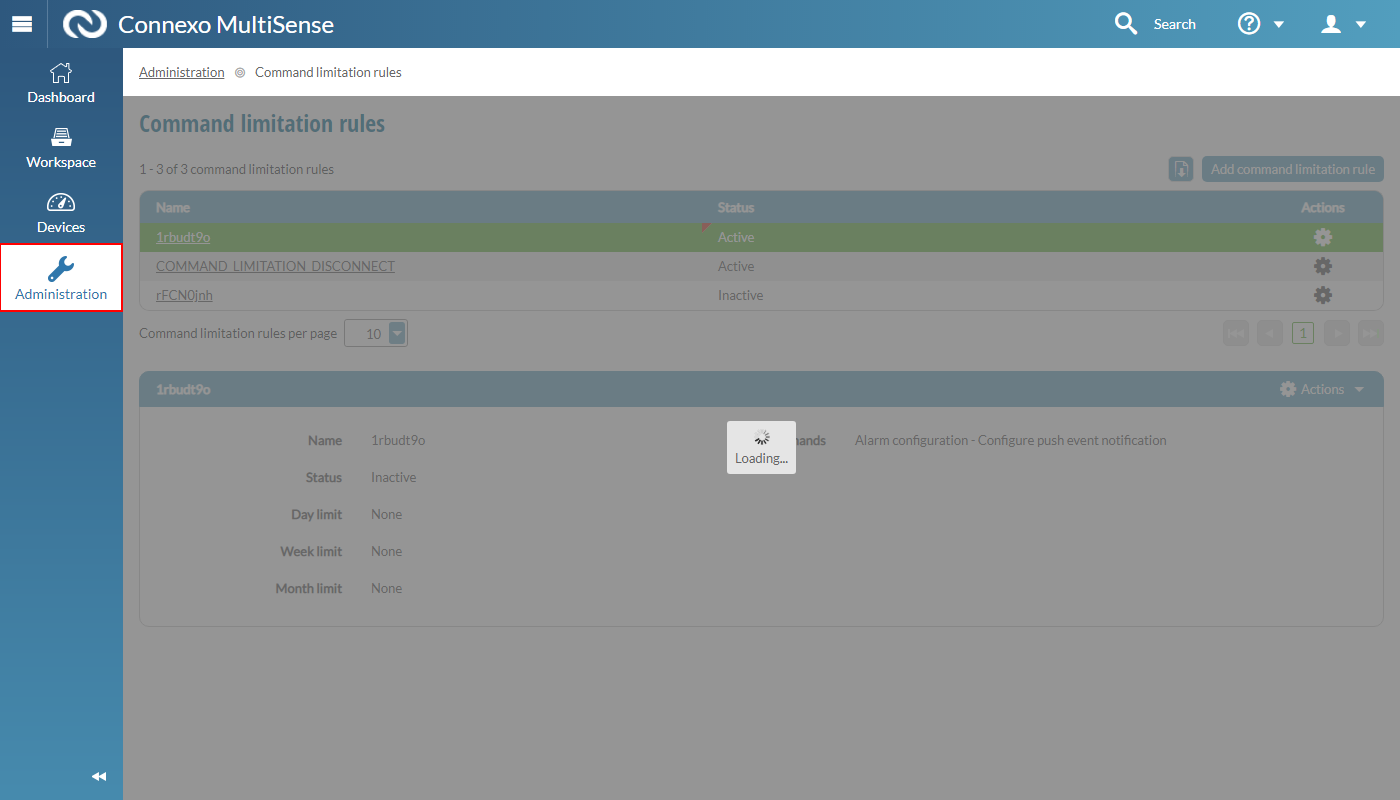 Connexo MultiSense
Search
Dashboard
Workspace
Devices
Administration
Administration Command limitation rules
Command limitation rules
1 - 3 of 3 command limitation rules
Add command limitation rule
Name Status Actions
1rbudt9o Active
COMMAND_LIMITATION_DISCONNECT Active
rFCN0jnh Inactive
Command limitation rules per page 10
1
1rbudt9o Actions
Name 1rbudt9o
Alarm configuration - Configure push event notification
Loading...
Status Inactive
Day limit None
Week limit None
Month limit None